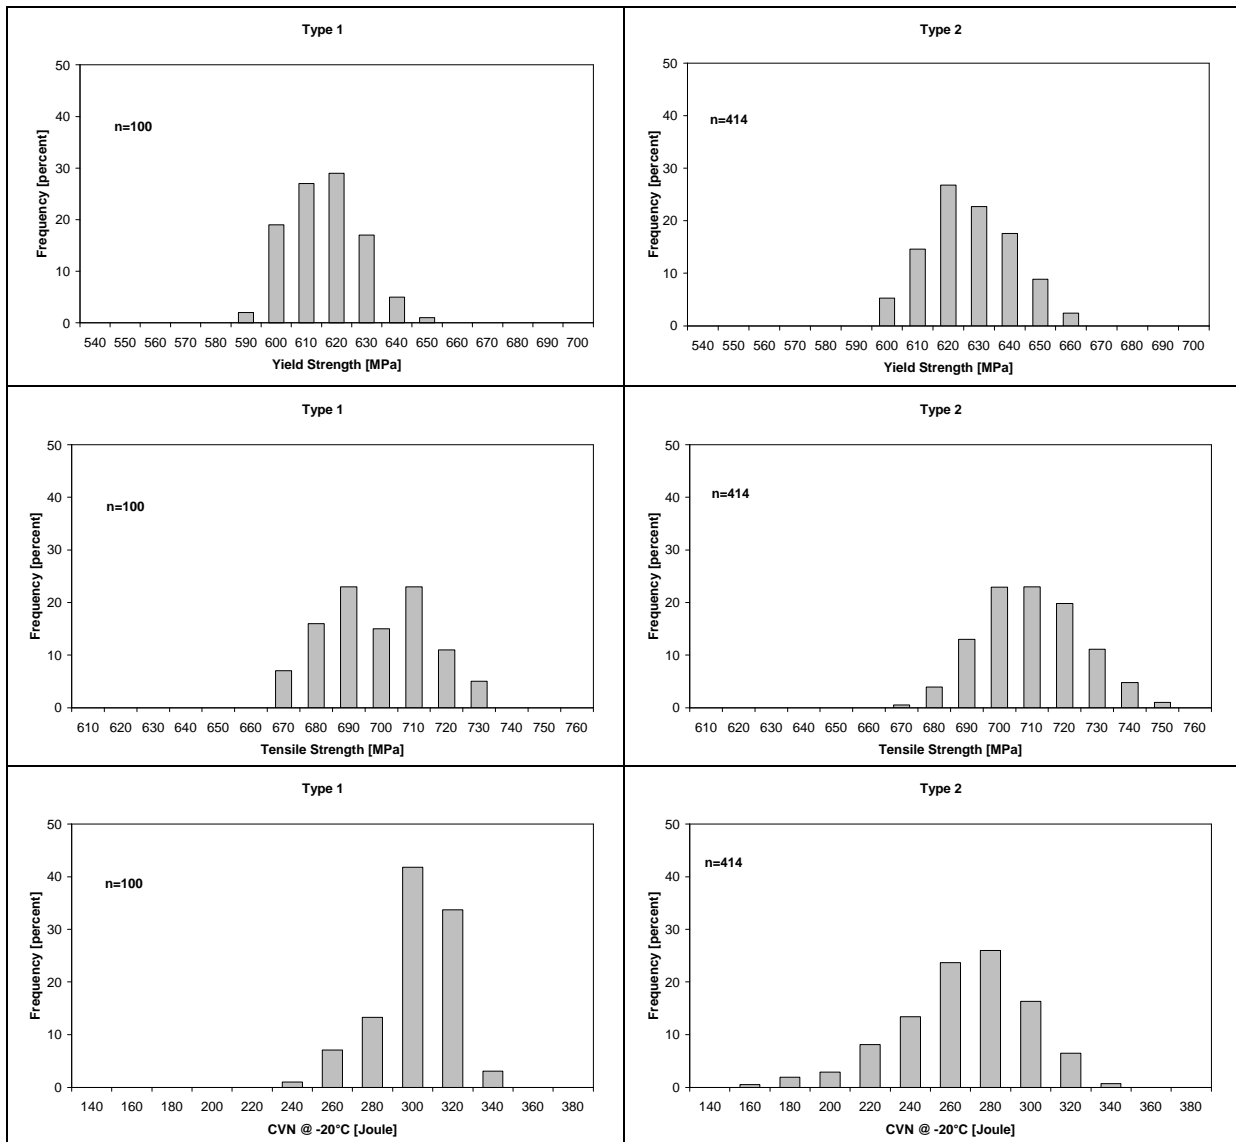 Type 1
50
40
30
20
10
0
Frequency [percent]
n=100
540 550 560 570 580 590 600 610 620 630 640 650 660 670 680 690 700
Yield Strength [MPa]
Type 2
50
40
30
20
10
0
Frequency [percent]
n=414
540 550 560 570 580 590 600 610 620 630 640 650 660 670 680 690 700
Yield Strength [MPa]
Type 1
50
40
30
20
10
0
Frequency [percent]
n=100
610 620 630 640 650 660 670 680 690 700 710 720 730 740 750 760
Tensile Strength [MPa]
Type 2
50
40
30
20
10
0
Frequency [percent]
n=414
610 620 630 640 650 660 670 680 690 700 710 720 730 740 750 760
Tensile Strength [MPa]
Type 1
50
40
30
20
10
0
Frequency [percent]
n=100
140 160 180 200 220 240 260 280 300 320 340 360 380
CVN @ -20°C [Joule]
Type 2
50
40
30
20
10
0
Frequency [percent]
n=414
140 160 180 200 220 240 260 280 300 320 340 360 380
CVN @ -20°C [Joule]